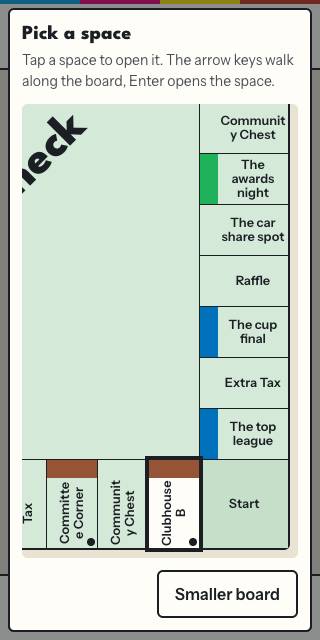 Pick a space
Tap a space to open it. The arrow keys walk
along the board, Enter opens the space.
Communit
y Chest
The
awards
night
The car
share spot
Raffle
The cup
final
Extra Tax
The top
league
Tax
Committe
e Corner
Communit
y Chest
Clubhouse
B
Start
Smaller board